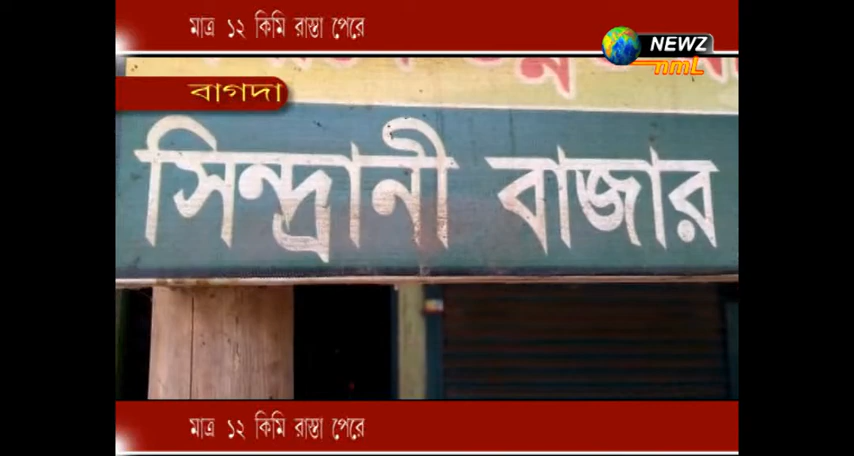 মাত্র ১২ কিমি রাস্তা পেরে
NEWZ
nmL
বাগদা
সিন্দ্রানী বাজার
মাত্র ১২ কিমি রাস্তা পেরে